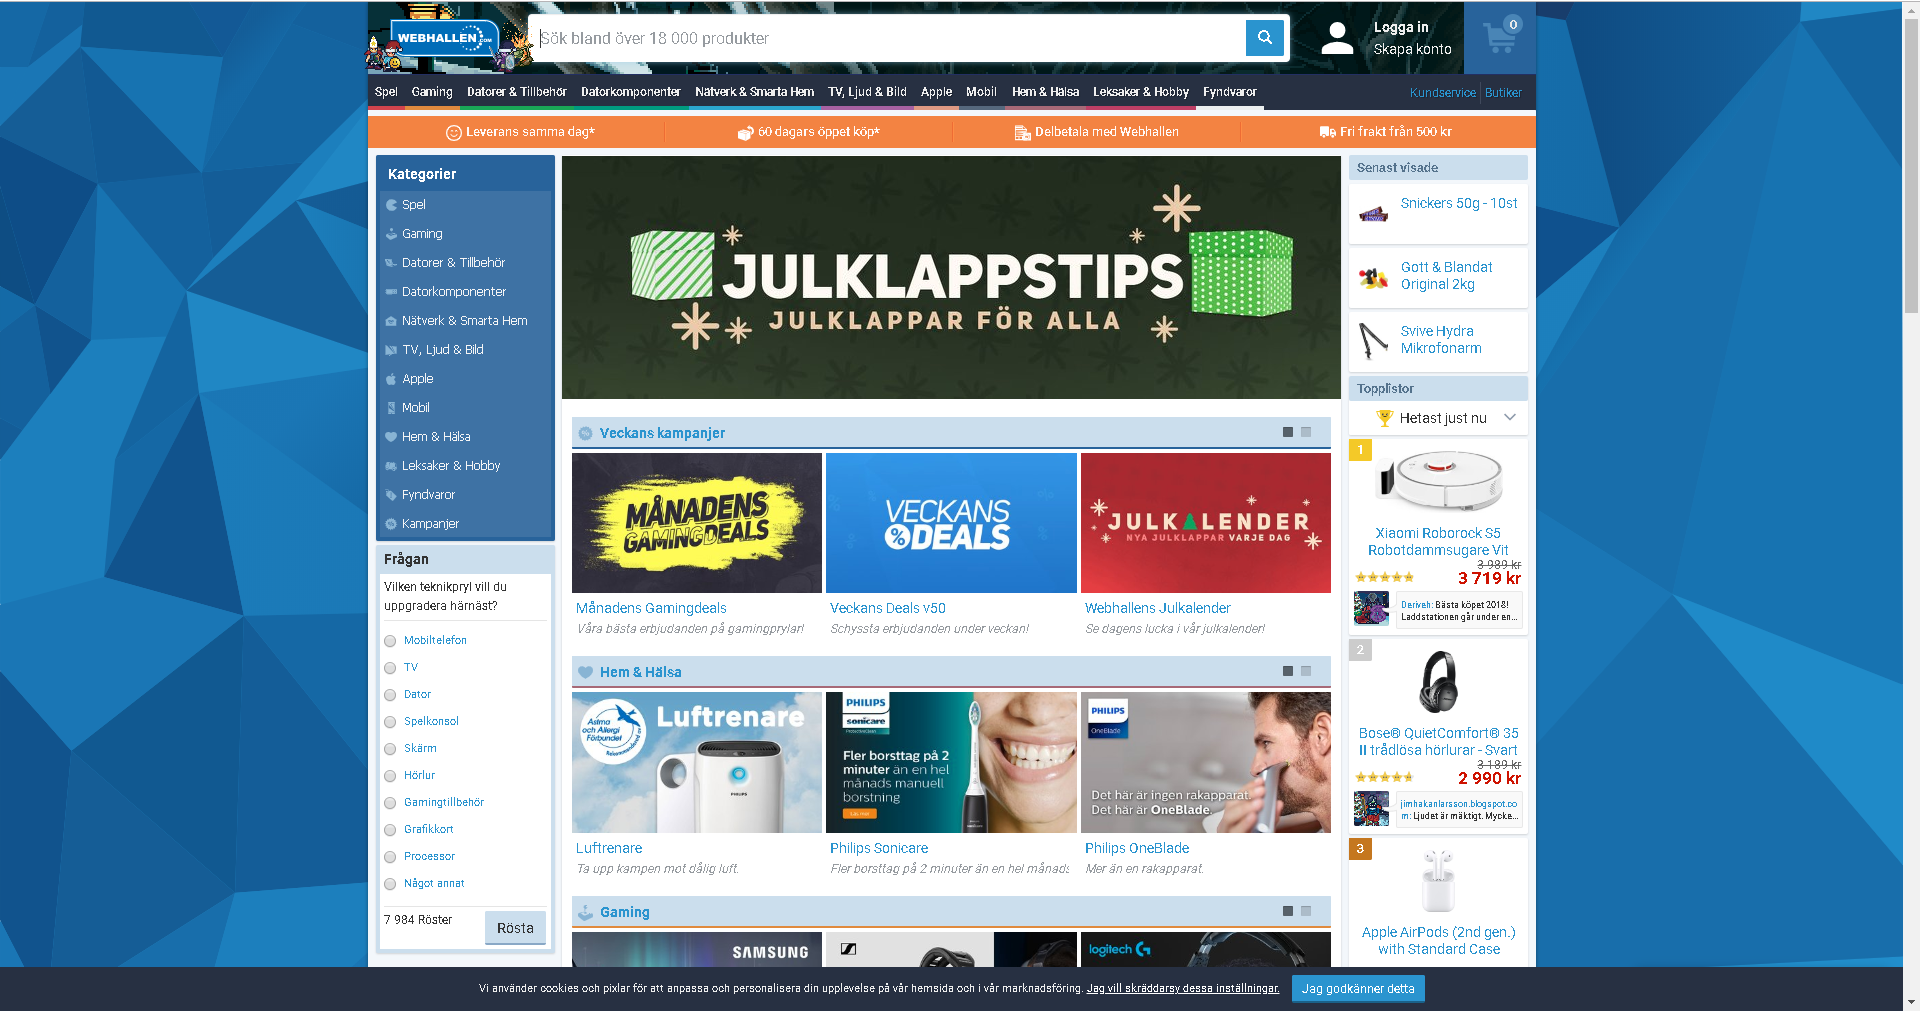 WEBHALLEN.COM
Sök bland över 18 000 produkter
Logga in
Skapa konto
0
Spel Gaming Datorer & Tillbehör Datorkomponenter Nätverk & Smarta Hem TV, Ljud & Bild Apple Mobil Hem & Hälsa Leksaker & Hobby Fyndvaror
Kundservice Butiker
Leverans samma dag*
60 dagars öppet köp*
Delbetala med Webhallen
Fri frakt från 500 kr
Kategorier
Spel
Gaming
Datorer & Tillbehör
Datorkomponenter
Nätverk & Smarta Hem
TV, Ljud & Bild
Apple
Mobil
Hem & Hälsa
Leksaker & Hobby
Fyndvaror
Kampanjer
Frågan
Vilken teknikpryl vill du
uppgradera härnäst?
Mobiltelefon
TV
Dator
Spelkonsol
Skärm
Hörlur
Gamingtillbehör
Grafikkort
Processor
Något annat
7 984 Röster
Rösta
JULKLAPPSTIPS
JULKLAPPAR FÖR ALLA
Veckans kampanjer
MÅNADENS
GAMINGDEALS
VECKANS
%DEALS
JULKALENDER
NYA JULKLAPPAR VARJE DAG
Månadens Gamingdeals
Våra bästa erbjudanden på gamingprylar!
Veckans Deals v50
Schyssta erbjudanden under veckan!
Webhallens Julkalender
Se dagens lucka i vår julkalender!
Hem & Hälsa
Astma
och Allergi
Förbundet
Luftrenare
PHILIPS
PHILIPS
sonicare
Fler borsttag på 2
minuter än en hel
månads manuell
borstning
Läs mer
PHILIPS
OneBlade
Det här är ingen rakapparat.
Det här är OneBlade.
Luftrenare
Ta upp kampen mot dålig luft.
Philips Sonicare
Fler borsttag på 2 minuter än en hel månads
Philips OneBlade
Mer än en rakapparat.
Gaming
SAMSUNG
logitech G
Senast visade
Snickers 50g - 10st
Gott & Blandat
Original 2kg
Svive Hydra
Mikrofonarm
Topplistor
Hetast just nu
1
Xiaomi Roborock S5
Robotdammsugare Vit
3 989 kr
3 719 kr
Deriveh: Bästa köpet 2018!
Laddstationen går under en...
2
Bose® QuietComfort® 35
II trådlösa hörlurar - Svart
3 189 kr
2 990 kr
jimhakanlarsson.blogspot.co
m: Ljudet är mäktigt. Mycke...
3
Apple AirPods (2nd gen.)
with Standard Case
Vi använder cookies och pixlar för att anpassa och personalisera din upplevelse på vår hemsida och i vår marknadsföring. Jag vill skräddarsy dessa inställningar.
Jag godkänner detta